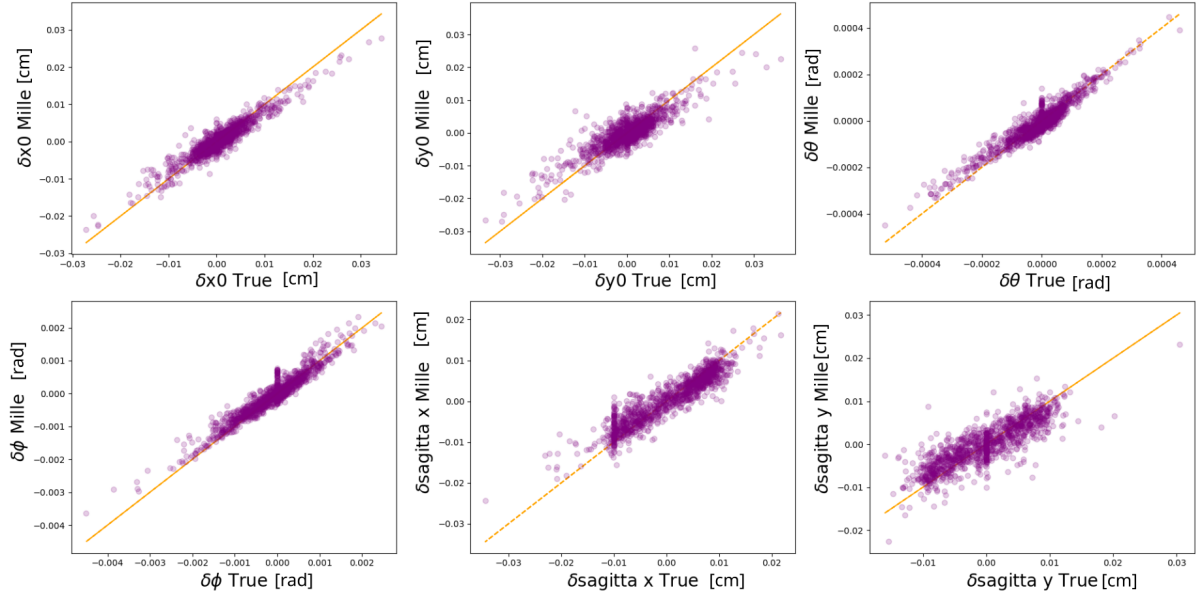 δx0 Mille [cm]
0.03
0.02
0.01
0.00
−0.01
−0.02
−0.03
−0.03 −0.02 −0.01 0.00 0.01 0.02 0.03
δx0 True [cm]
δy0 Mille [cm]
0.03
0.02
0.01
0.00
−0.01
−0.02
−0.03
−0.03 −0.02 −0.01 0.00 0.01 0.02 0.03
δy0 True [cm]
δθ Mille [rad]
0.0004
0.0002
0.0000
−0.0002
−0.0004
−0.0004 −0.0002 0.0000 0.0002 0.0004
δθ True [rad]
δϕ Mille [rad]
0.002
0.001
0.000
−0.001
−0.002
−0.003
−0.004
−0.004 −0.003 −0.002 −0.001 0.000 0.001 0.002
δϕ True [rad]
δsagitta x Mille [cm]
0.02
0.01
0.00
−0.01
−0.02
−0.03
−0.03 −0.02 −0.01 0.00 0.01 0.02
δsagitta x True [cm]
δsagitta y Mille [cm]
0.03
0.02
0.01
0.00
−0.01
−0.02
−0.01 0.00 0.01 0.02 0.03
δsagitta y True [cm]